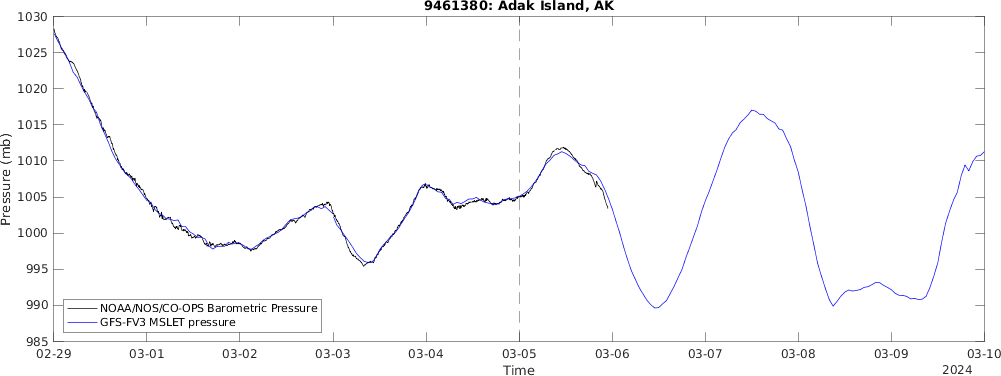 9461380: Adak Island, AK
1030
1025
1020
1015
1010
1005
1000
995
990
985
Pressure (mb)
NOAA/NOS/CO-OPS Barometric Pressure
GFS-FV3 MSLET pressure
02-29 03-01 03-02 03-03 03-04 03-05 03-06 03-07 03-08 03-09 03-10
Time
2024